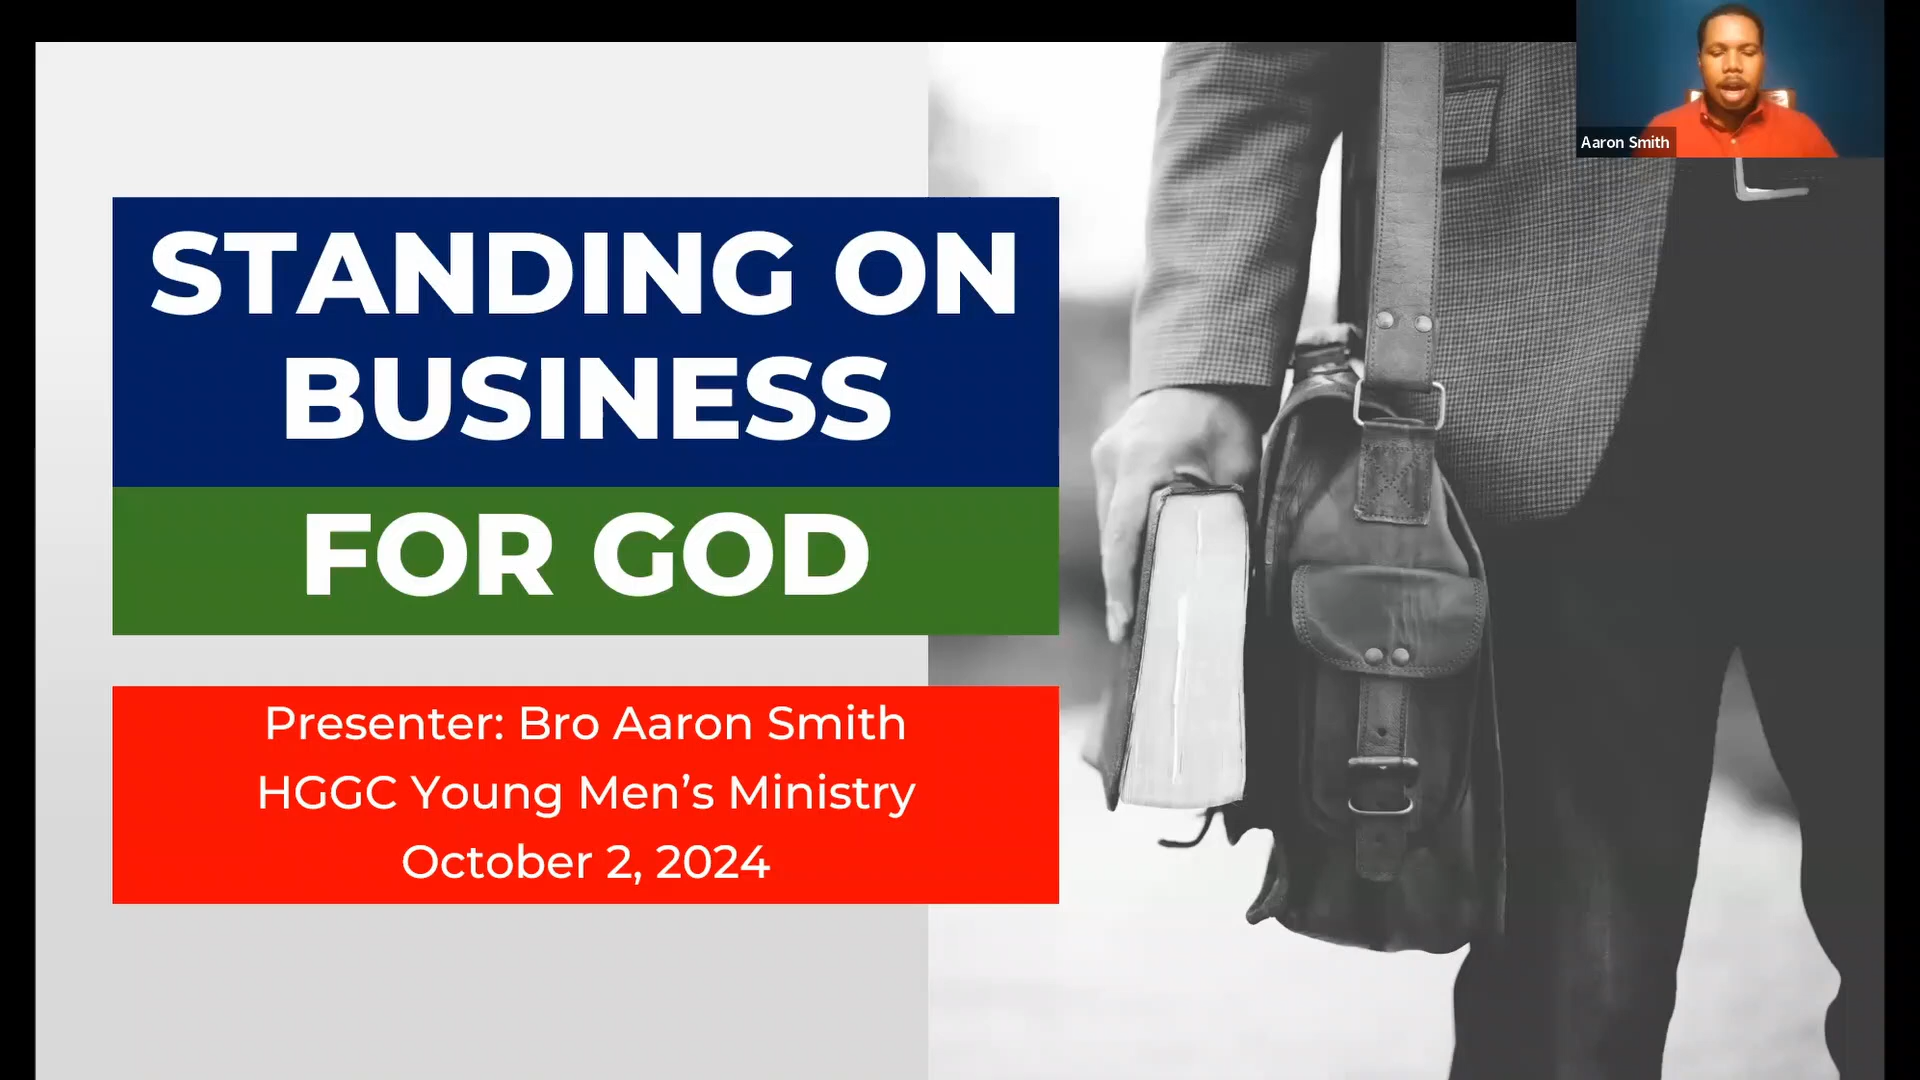 STANDING ON
BUSINESS
FOR GOD
Presenter: Bro Aaron Smith
HGGC Young Men’s Ministry
October 2, 2024
Aaron Smith